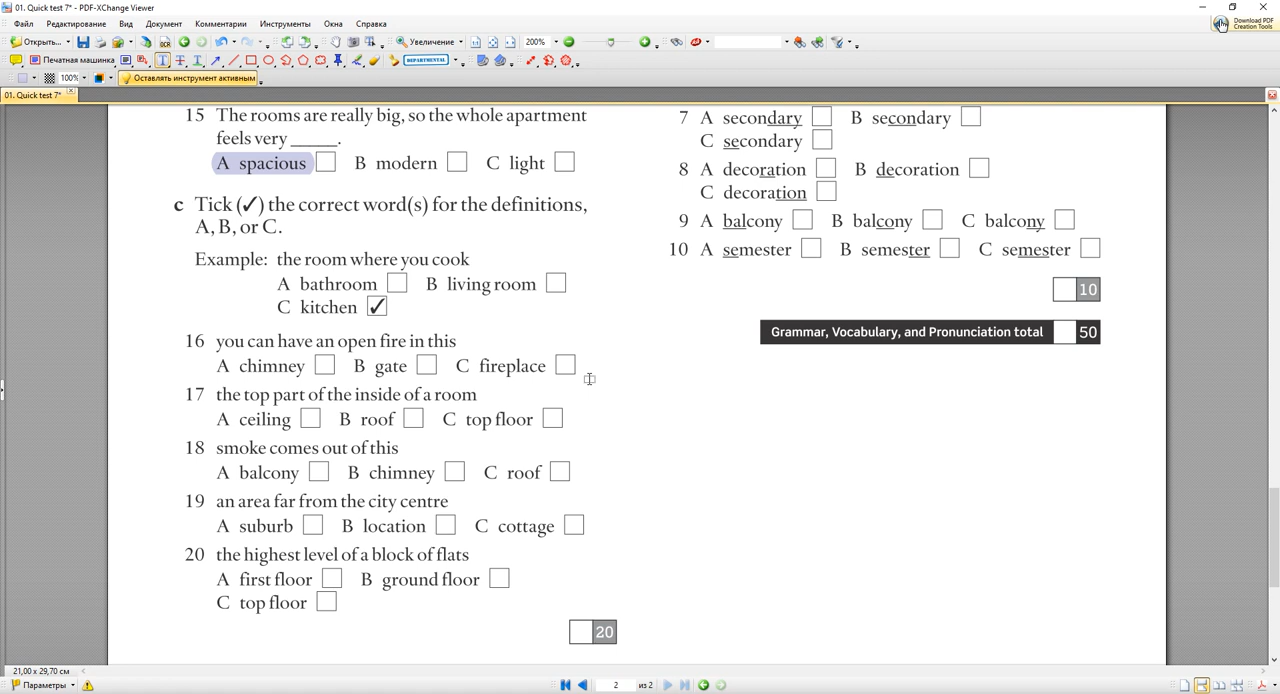 01. Quick test 7* - PDF-XChange Viewer
Файл Редактирование Вид Документ Комментарии Инструменты Окна Справка
Download PDF
Creation Tools
Открыть... OCR Увеличение 200%
Печатная машинка DEPARTMENTAL
100% Оставлять инструмент активным
01. Quick test 7*
15 The rooms are really big, so the whole apartment
feels very _____.
A spacious B modern C light
c Tick (✓) the correct word(s) for the definitions,
A, B, or C.
Example: the room where you cook
A bathroom B living room
C kitchen ✓
16 you can have an open fire in this
A chimney B gate C fireplace
17 the top part of the inside of a room
A ceiling B roof C top floor
18 smoke comes out of this
A balcony B chimney C roof
19 an area far from the city centre
A suburb B location C cottage
20 the highest level of a block of flats
A first floor B ground floor
C top floor
20
7 A secondary B secondary
C secondary
8 A decoration B decoration
C decoration
9 A balcony B balcony C balcony
10 A semester B semester C semester
10
Grammar, Vocabulary, and Pronunciation total 50
21,00 x 29,70 см
Параметры 2 из 2